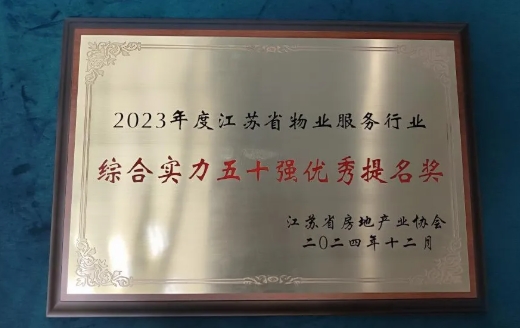 2023年度江苏省物业服务行业
综合实力五十强优秀提名奖
江苏省房地产业协会
二〇二四年十二月